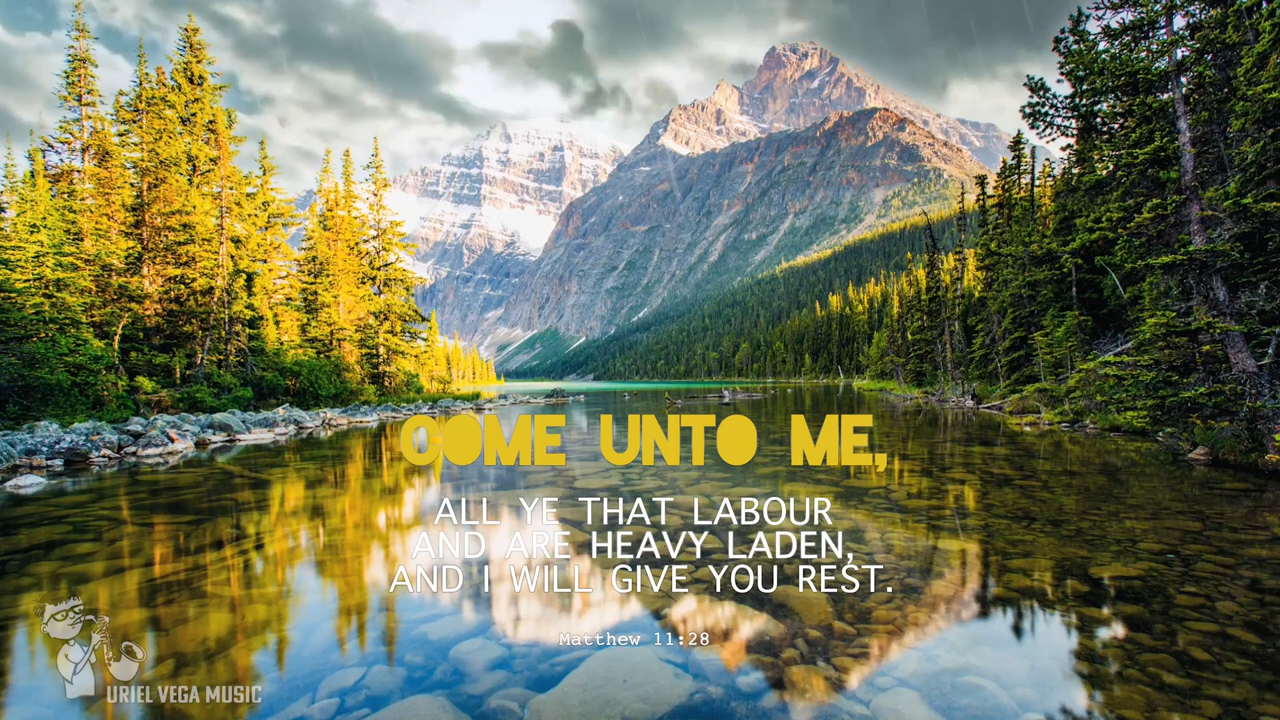 COME UNTO ME,
ALL YE THAT LABOUR
AND ARE HEAVY LADEN,
AND I WILL GIVE YOU REST.
Matthew 11:28
URIEL VEGA MUSIC